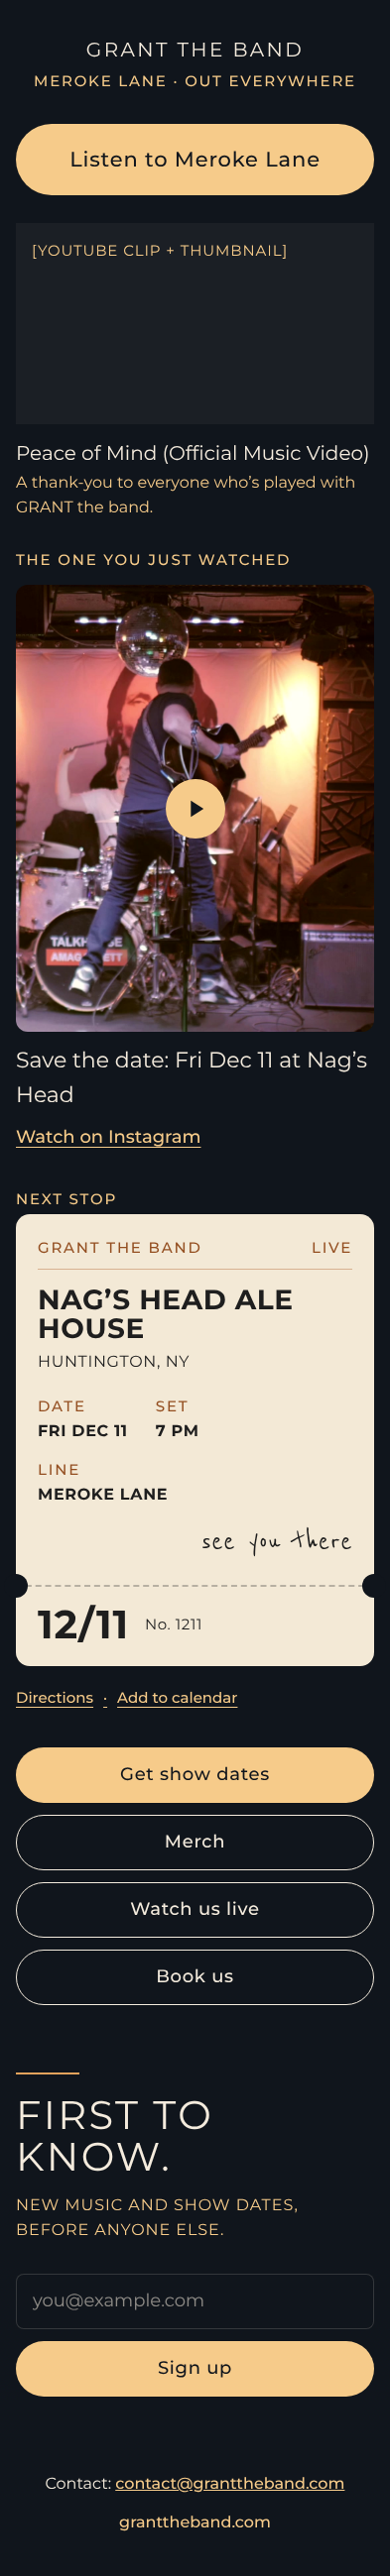 GRANT THE BAND
MEROKE LANE · OUT EVERYWHERE
Listen to Meroke Lane
[YOUTUBE CLIP + THUMBNAIL]
Peace of Mind (Official Music Video)
A thank-you to everyone who’s played with
GRANT the band.
THE ONE YOU JUST WATCHED
Save the date: Fri Dec 11 at Nag’s
Head
Watch on Instagram
NEXT STOP
GRANT THE BAND LIVE
NAG’S HEAD ALE
HOUSE
HUNTINGTON, NY
DATE SET
FRI DEC 11 7 PM
LINE
MEROKE LANE
see you there
12/11 No. 1211
Directions · Add to calendar
Get show dates
Merch
Watch us live
Book us
FIRST TO
KNOW.
NEW MUSIC AND SHOW DATES,
BEFORE ANYONE ELSE.
you@example.com
Sign up
Contact: contact@granttheband.com
granttheband.com